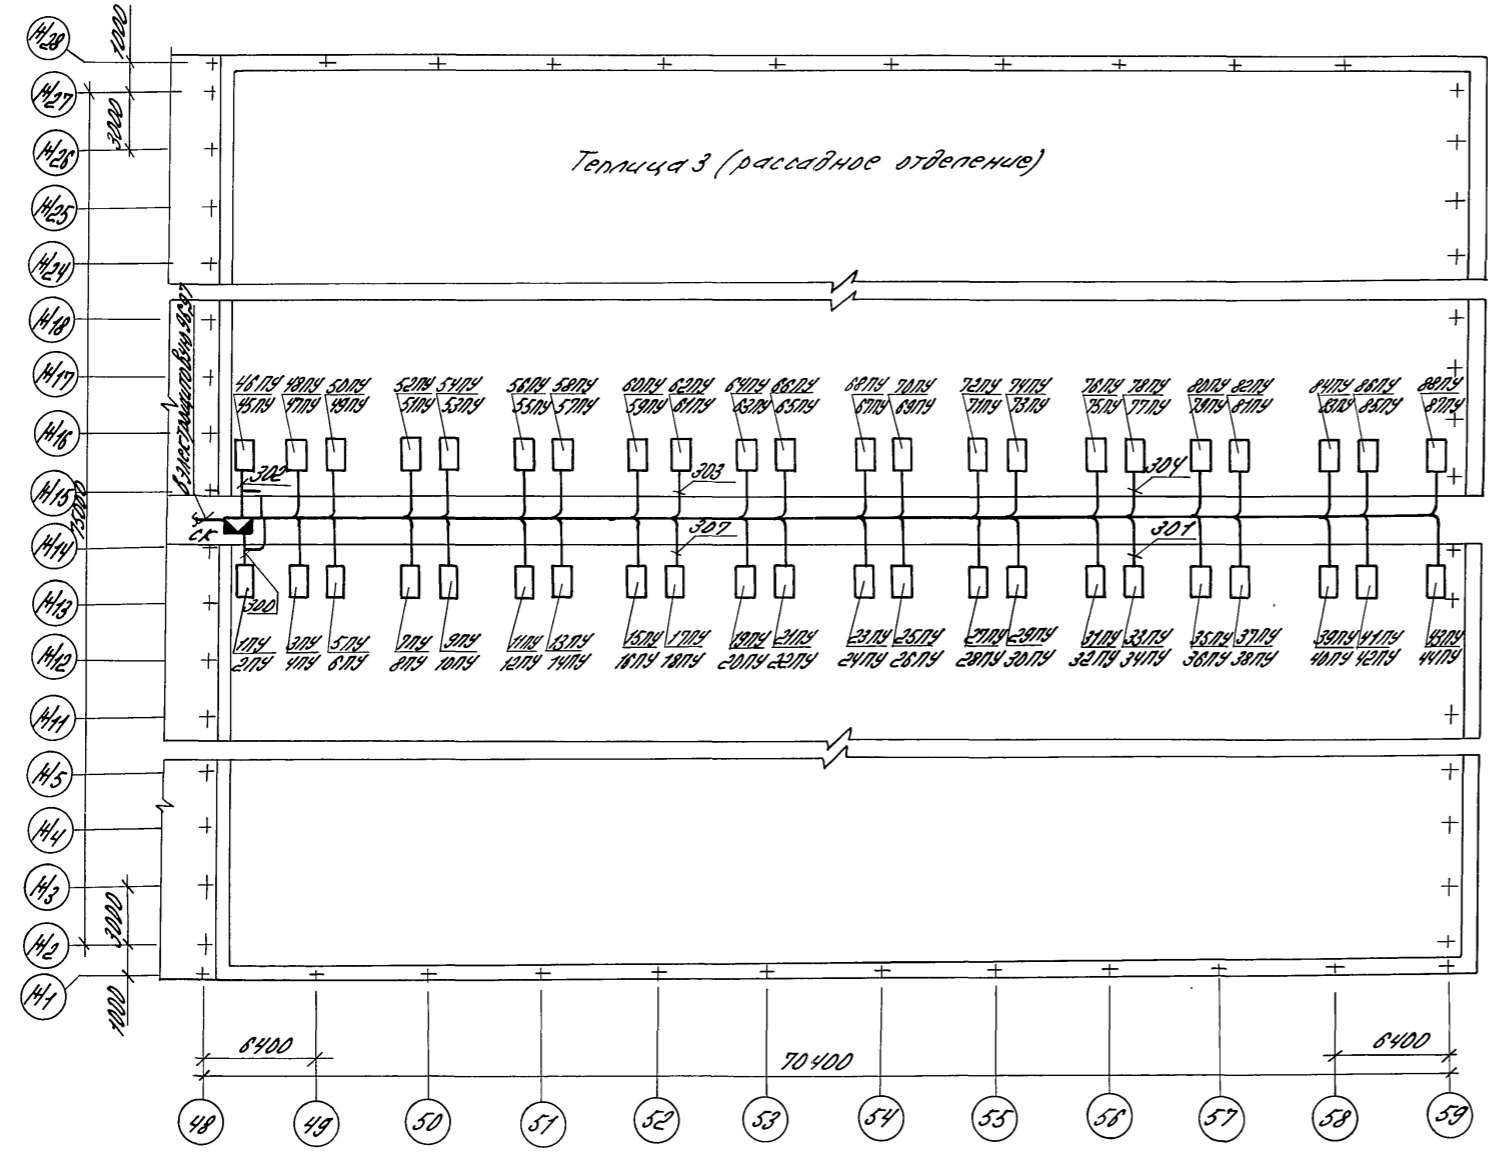 И/28
И/27
И/26
И/25
И/24
И/18
И/17
И/16
И/15
И/14
И/13
И/12
И/11
И/5
И/4
И/3
И/2
И/1
1000
3000
75000
3000
1000
Теплица 3 (рассадное отделение)
46ПУ 48ПУ 50ПУ 52ПУ 54ПУ 56ПУ 58ПУ 60ПУ 62ПУ 64ПУ 66ПУ 68ПУ 70ПУ 72ПУ 74ПУ 76ПУ 78ПУ 80ПУ 82ПУ 84ПУ 86ПУ 88ПУ
45ПУ 47ПУ 49ПУ 51ПУ 53ПУ 55ПУ 57ПУ 59ПУ 61ПУ 63ПУ 65ПУ 67ПУ 69ПУ 71ПУ 73ПУ 75ПУ 77ПУ 79ПУ 81ПУ 83ПУ 85ПУ 87ПУ
302 303 304
СК
307 301
300
1ПУ 3ПУ 5ПУ 7ПУ 9ПУ 11ПУ 13ПУ 15ПУ 17ПУ 19ПУ 21ПУ 23ПУ 25ПУ 27ПУ 29ПУ 31ПУ 33ПУ 35ПУ 37ПУ 39ПУ 41ПУ 43ПУ
2ПУ 4ПУ 6ПУ 8ПУ 10ПУ 12ПУ 14ПУ 16ПУ 18ПУ 20ПУ 22ПУ 24ПУ 26ПУ 28ПУ 30ПУ 32ПУ 34ПУ 36ПУ 38ПУ 40ПУ 42ПУ 44ПУ
6400 70400 6400
48 49 50 51 52 53 54 55 56 57 58 59